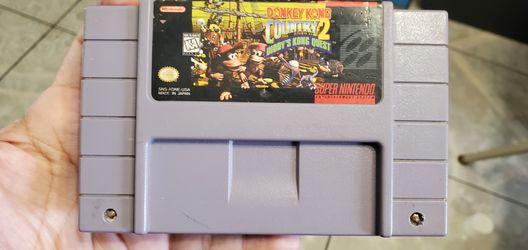 Nintendo
DONKEY KONG
COUNTRY 2
DIDDY'S KONG QUEST
SNS-ADNE-USA
MADE IN JAPAN
SUPER NINTENDO
ENTERTAINMENT SYSTEM